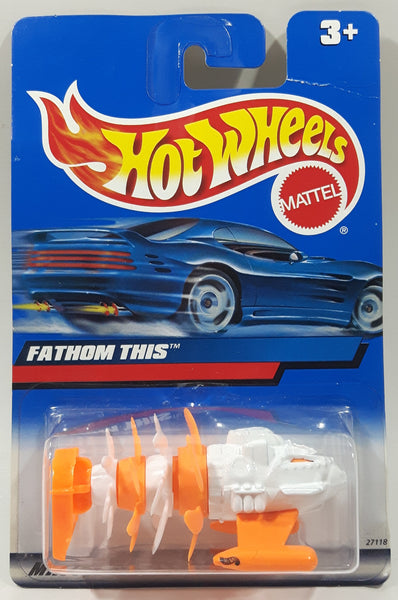 3+
HOT WHEELS
MATTEL
®
FATHOM THIS™
27118